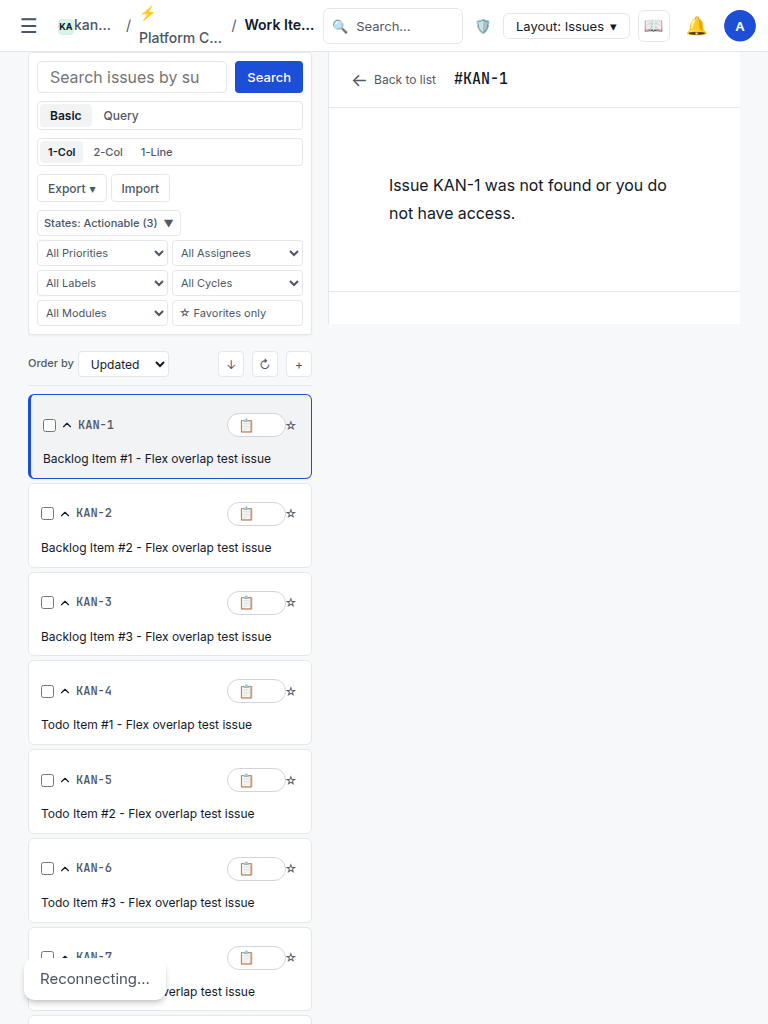 ☰ KA kan... / ⚡ Platform C... / Work Ite... 🔍 Search... 🛡️ Layout: Issues ▾ 📖 🔔 A
Search issues by su Search
Basic Query
1-Col 2-Col 1-Line
Export ▾ Import
States: Actionable (3) ▼
All Priorities All Assignees
All Labels All Cycles
All Modules ☆ Favorites only
Order by Updated ↓ ↻ +
KAN-1 📋 ☆
Backlog Item #1 - Flex overlap test issue
KAN-2 📋 ☆
Backlog Item #2 - Flex overlap test issue
KAN-3 📋 ☆
Backlog Item #3 - Flex overlap test issue
KAN-4 📋 ☆
Todo Item #1 - Flex overlap test issue
KAN-5 📋 ☆
Todo Item #2 - Flex overlap test issue
KAN-6 📋 ☆
Todo Item #3 - Flex overlap test issue
KAN-7 📋 ☆
test issue
Reconnecting...
← Back to list #KAN-1
Issue KAN-1 was not found or you do
not have access.